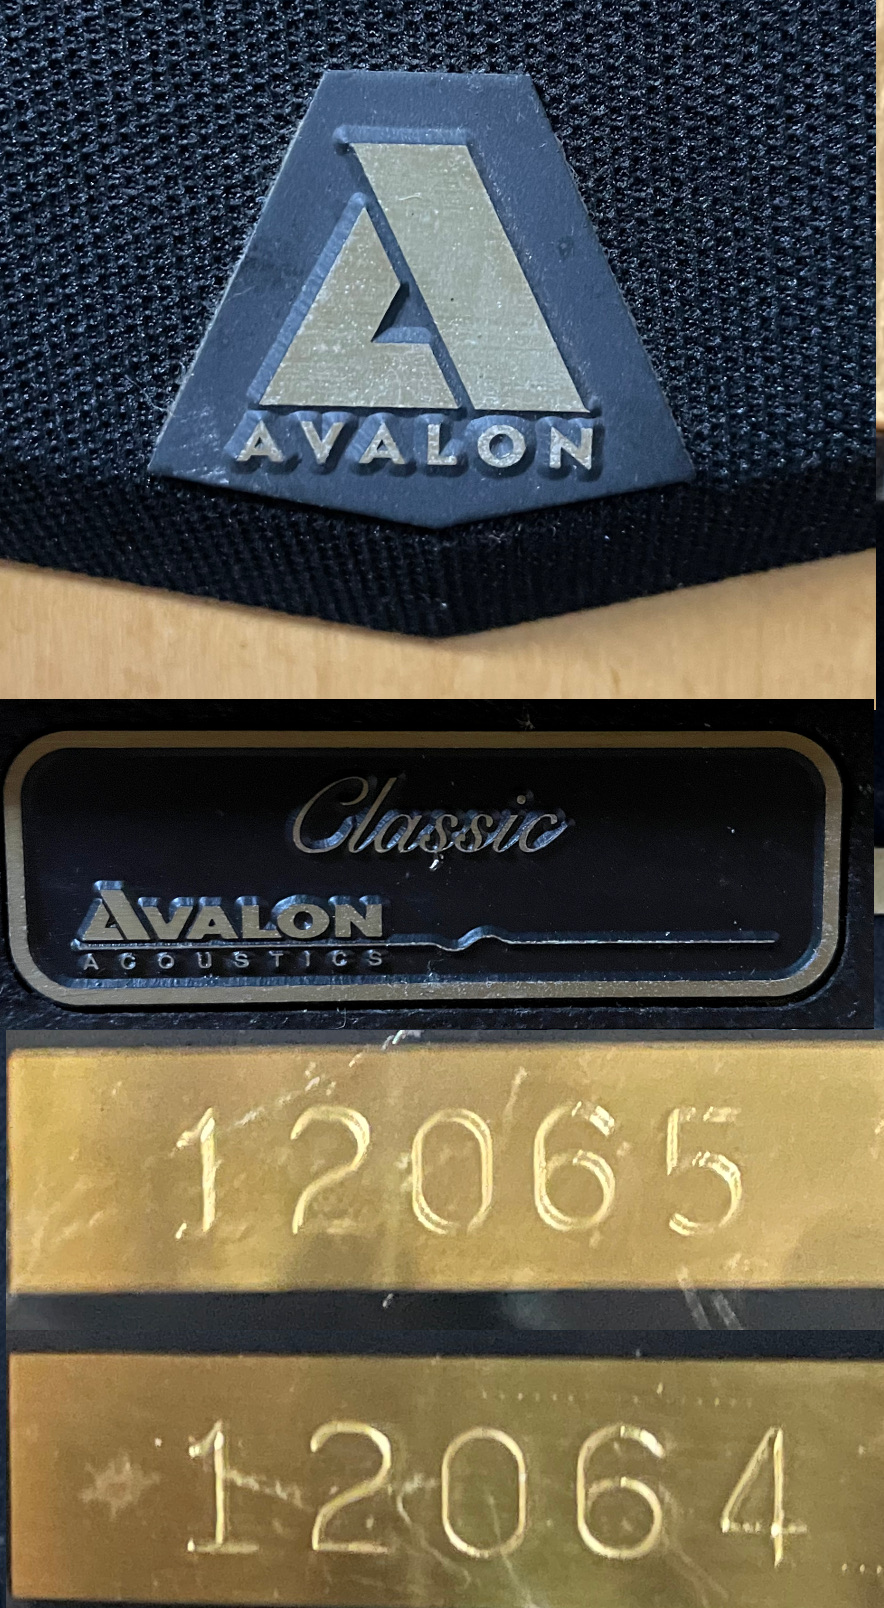 AVALON
Classic
AVALON
ACOUSTICS
12065
12064